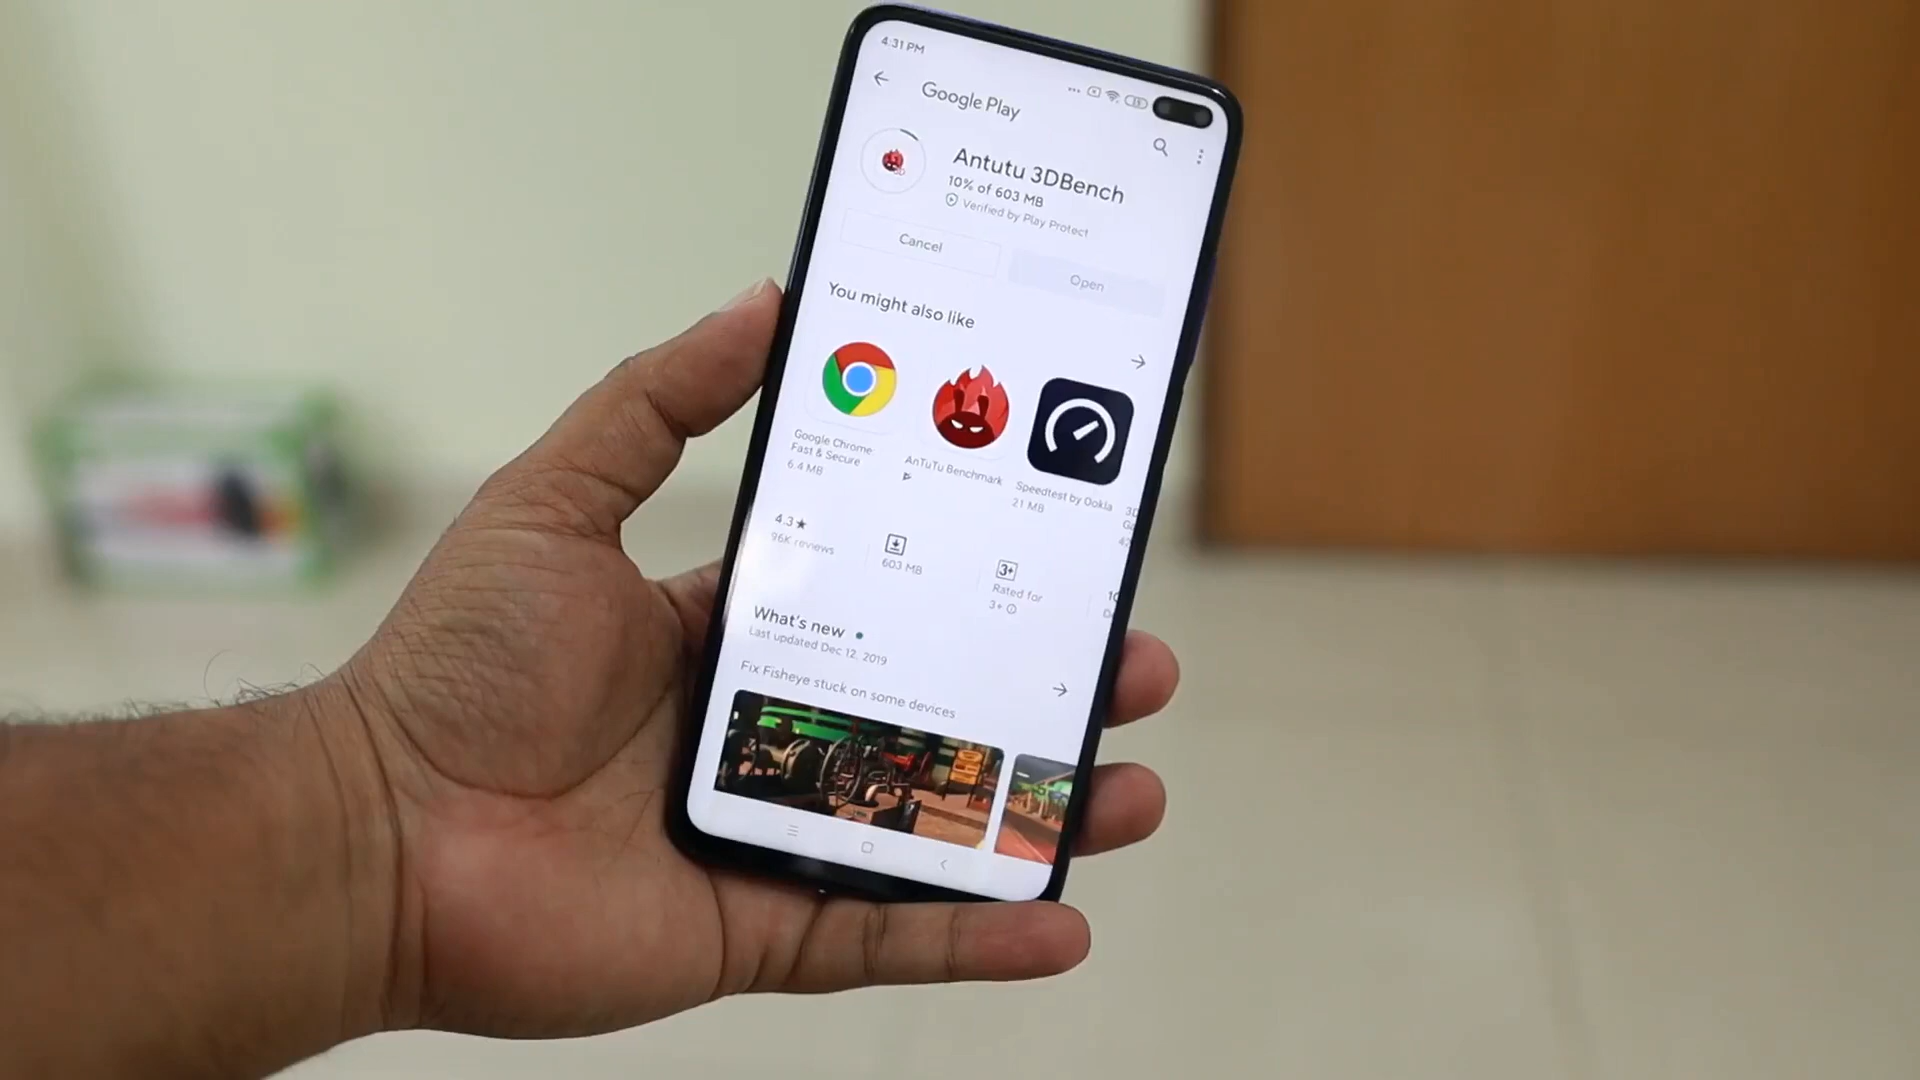 4:31 PM
Google Play
Antutu 3DBench
10% of 603 MB
Verified by Play Protect
Cancel
Open
You might also like
Google Chrome:
Fast & Secure
6.4 MB
AnTuTu Benchmark
Speedtest by Ookla
21 MB
3D
4.3★
96K reviews
603 MB
3+
Rated for
3+
What's new
Last updated Dec 12, 2019
Fix Fisheye stuck on some devices